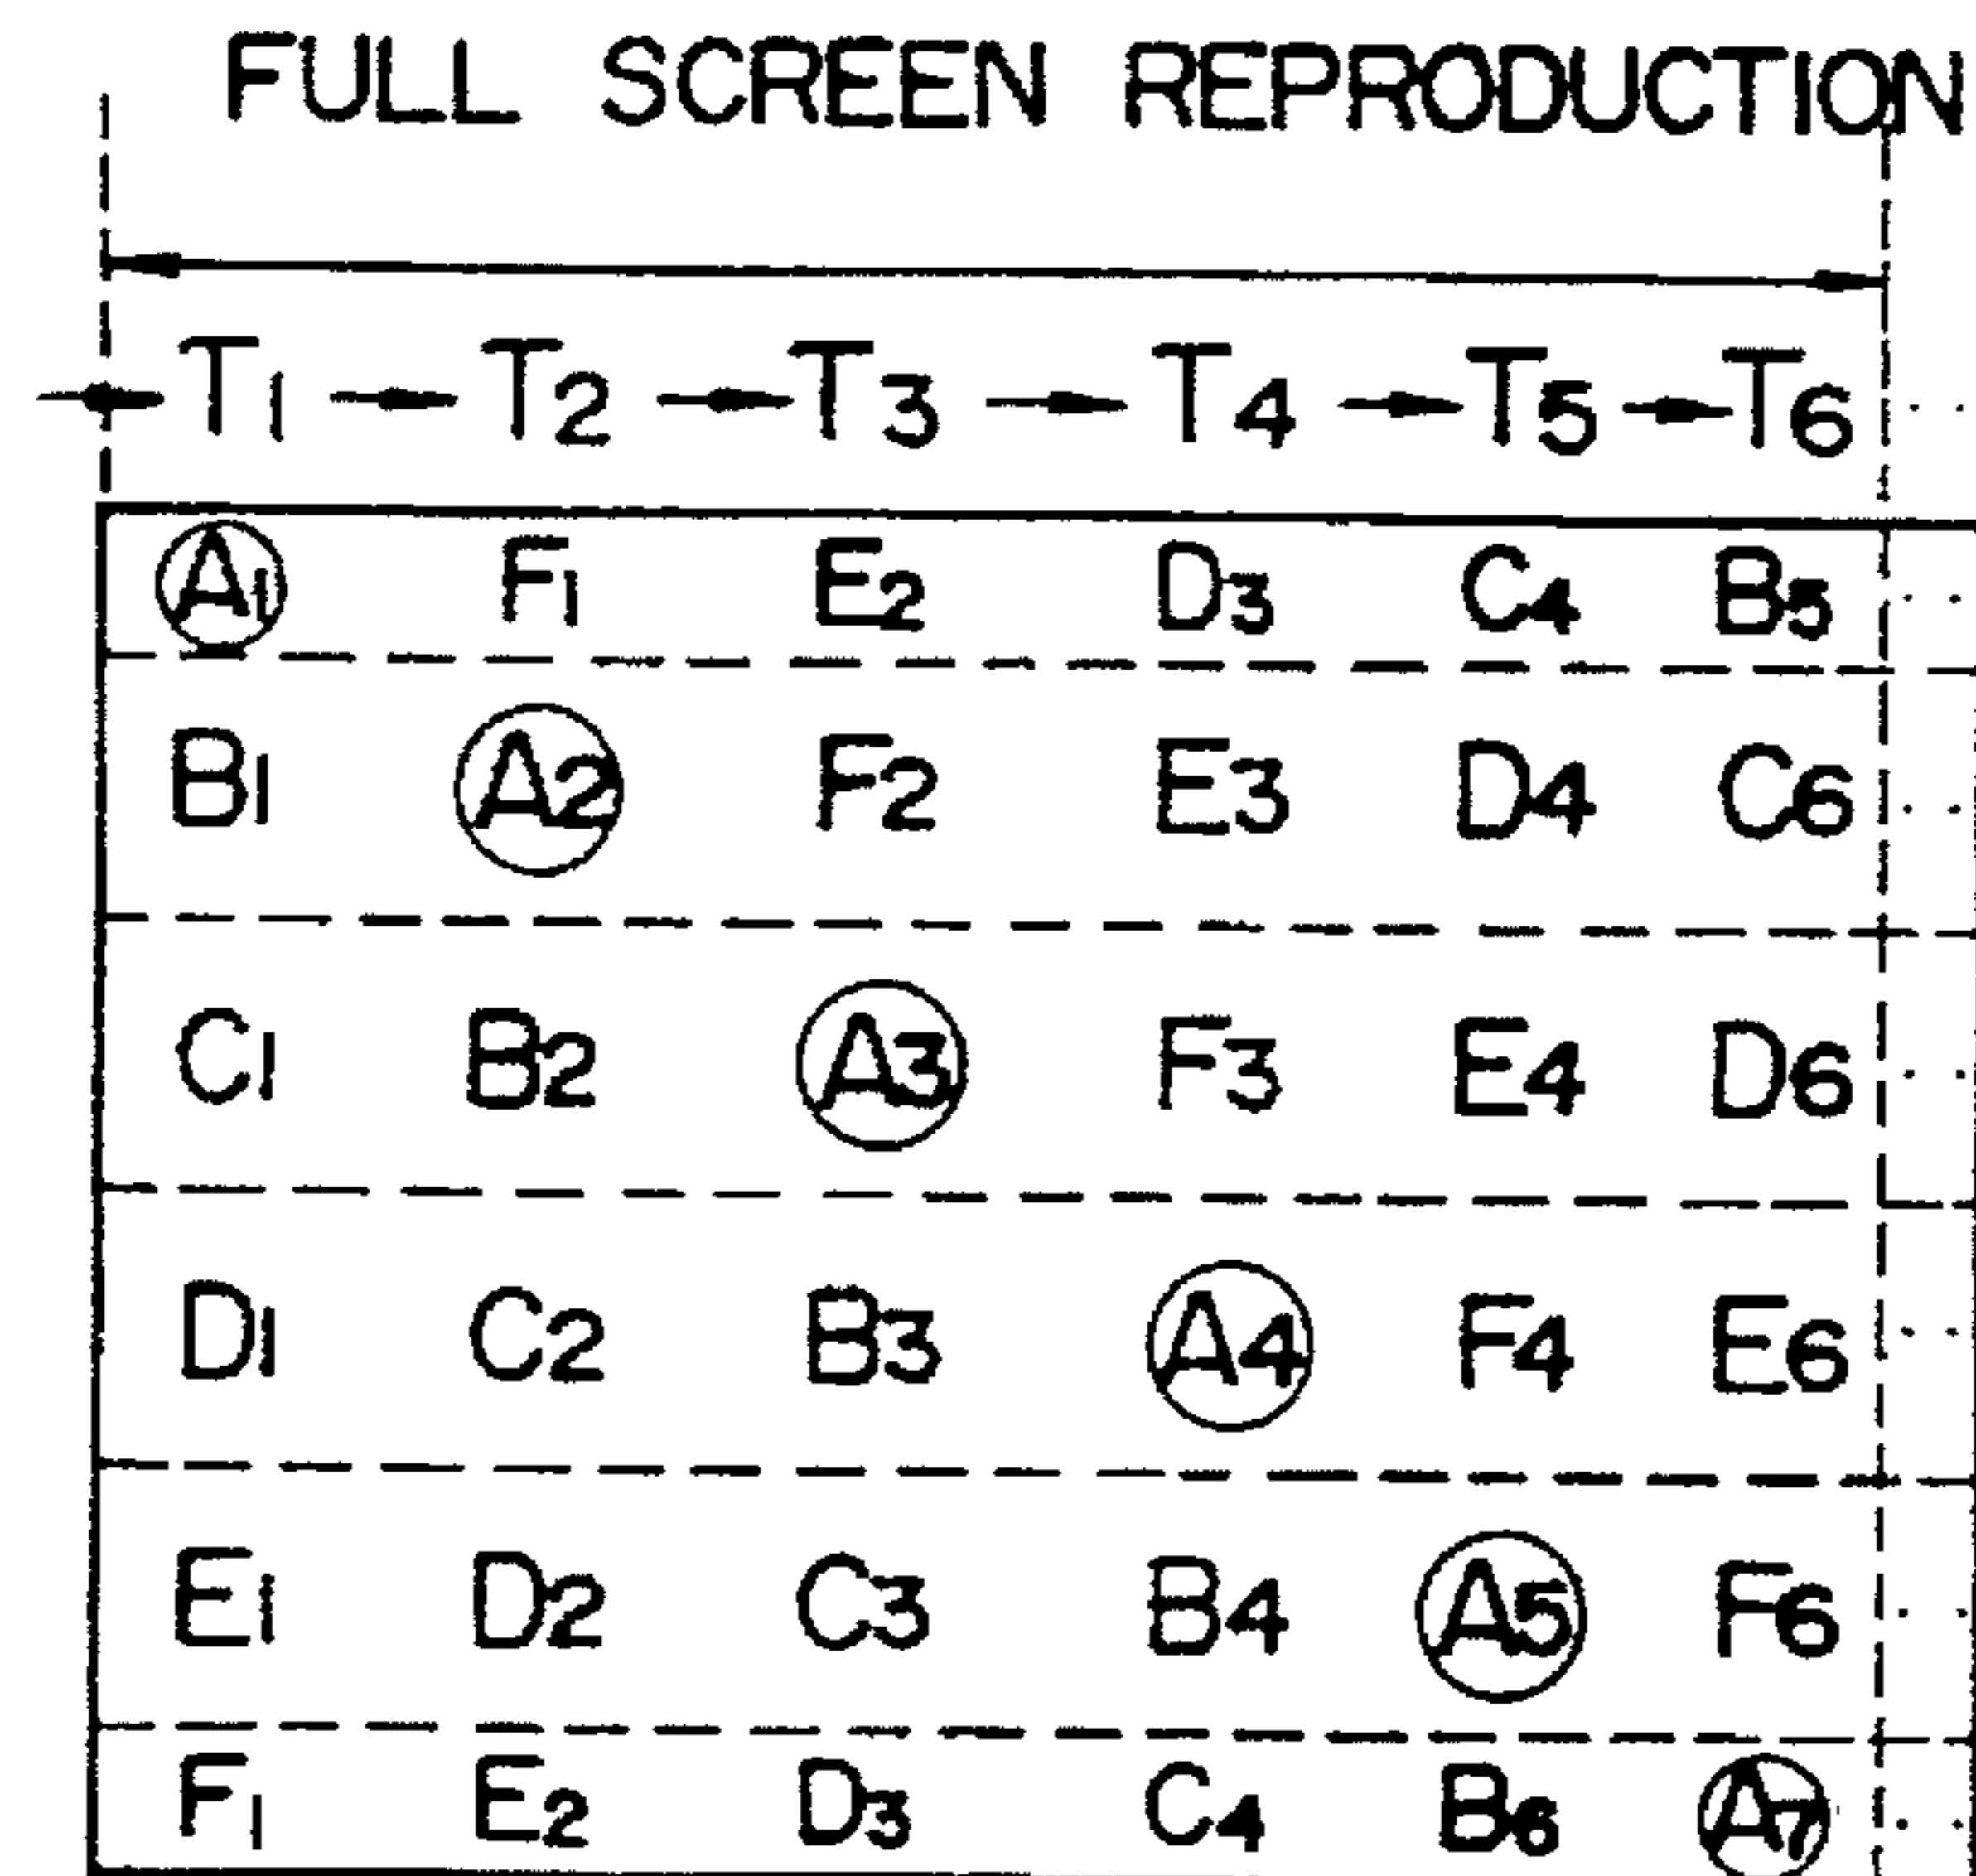 FULL SCREEN REPRODUCTION
T1 T2 T3 T4 T5 T6 . .
A1 F1 E2 D3 C4 B5 . .
B1 A2 F2 E3 D4 C6 . .
C1 B2 A3 F3 E4 D6 . .
D1 C2 B3 A4 F4 E6 . .
E1 D2 C3 B4 A5 F6 . .
F1 E2 D3 C4 B6 A7 . .